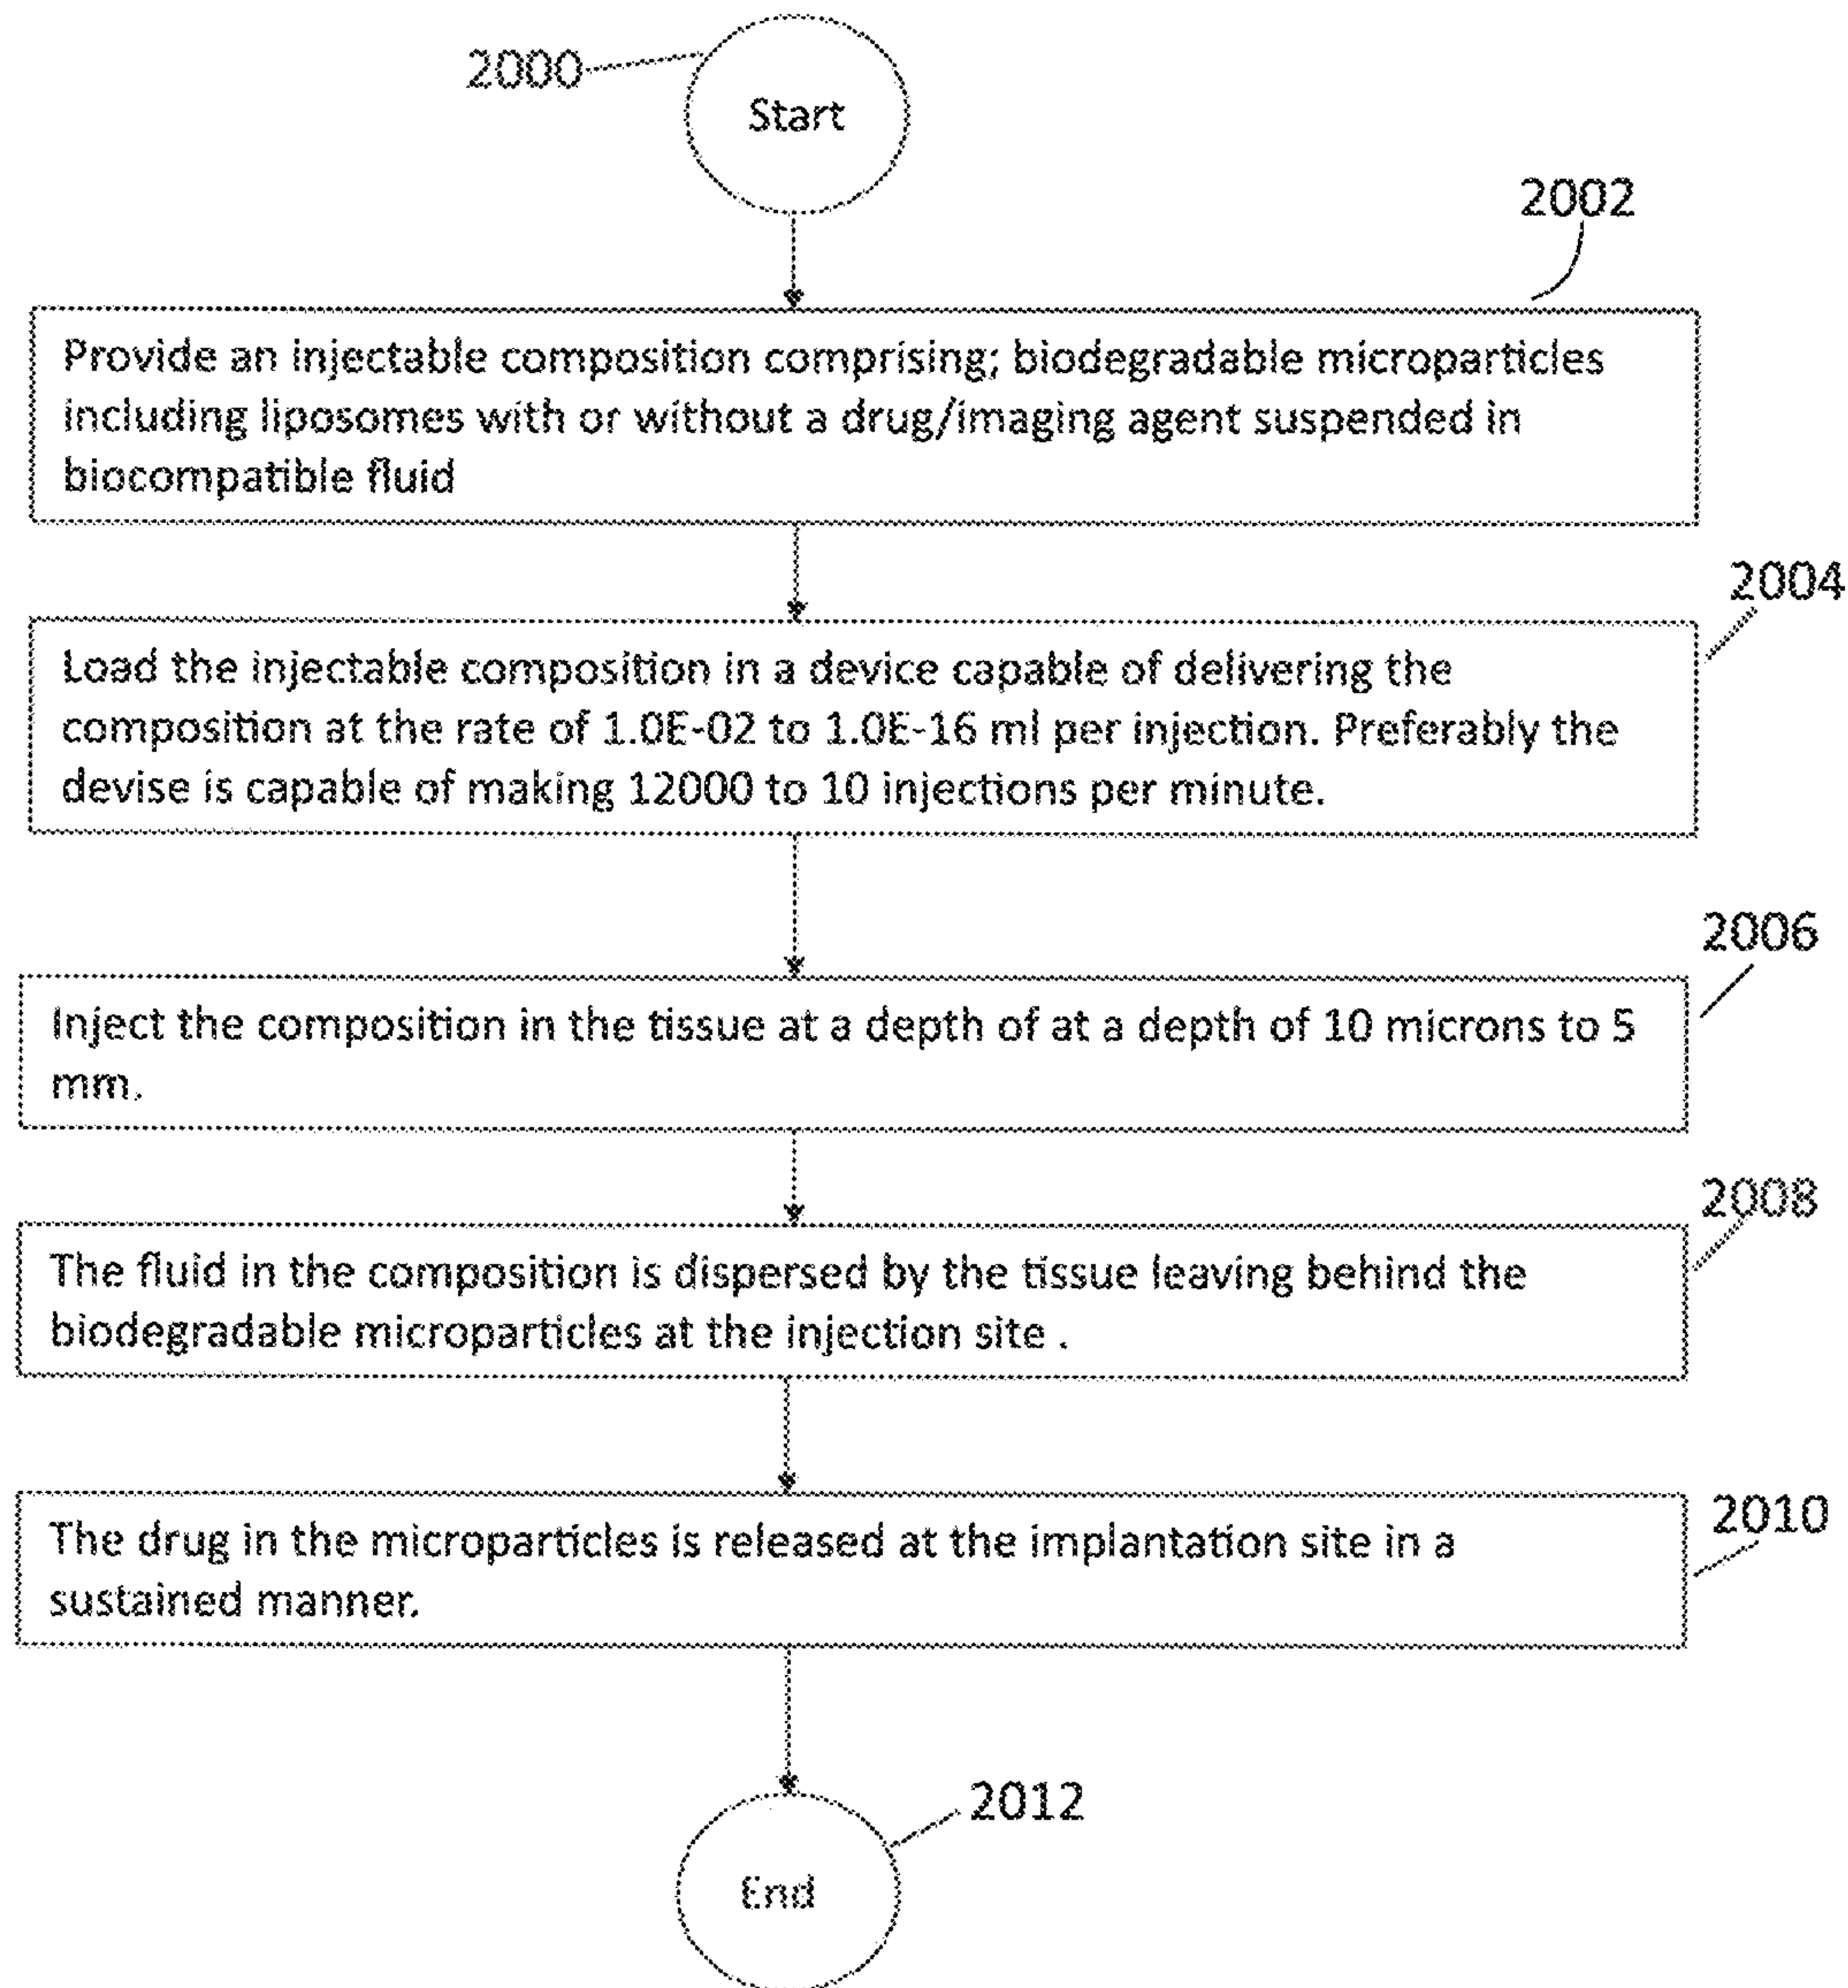 2000
Start
2002
Provide an injectable composition comprising; biodegradable microparticles
including liposomes with or without a drug/imaging agent suspended in
biocompatible fluid
2004
Load the injectable composition in a device capable of delivering the
composition at the rate of 1.0E-02 to 1.0E-16 ml per injection. Preferably the
devise is capable of making 12000 to 10 injections per minute.
2006
Inject the composition in the tissue at a depth of at a depth of 10 microns to 5
mm.
2008
The fluid in the composition is dispersed by the tissue leaving behind the
biodegradable microparticles at the injection site .
2010
The drug in the microparticles is released at the implantation site in a
sustained manner.
2012
End